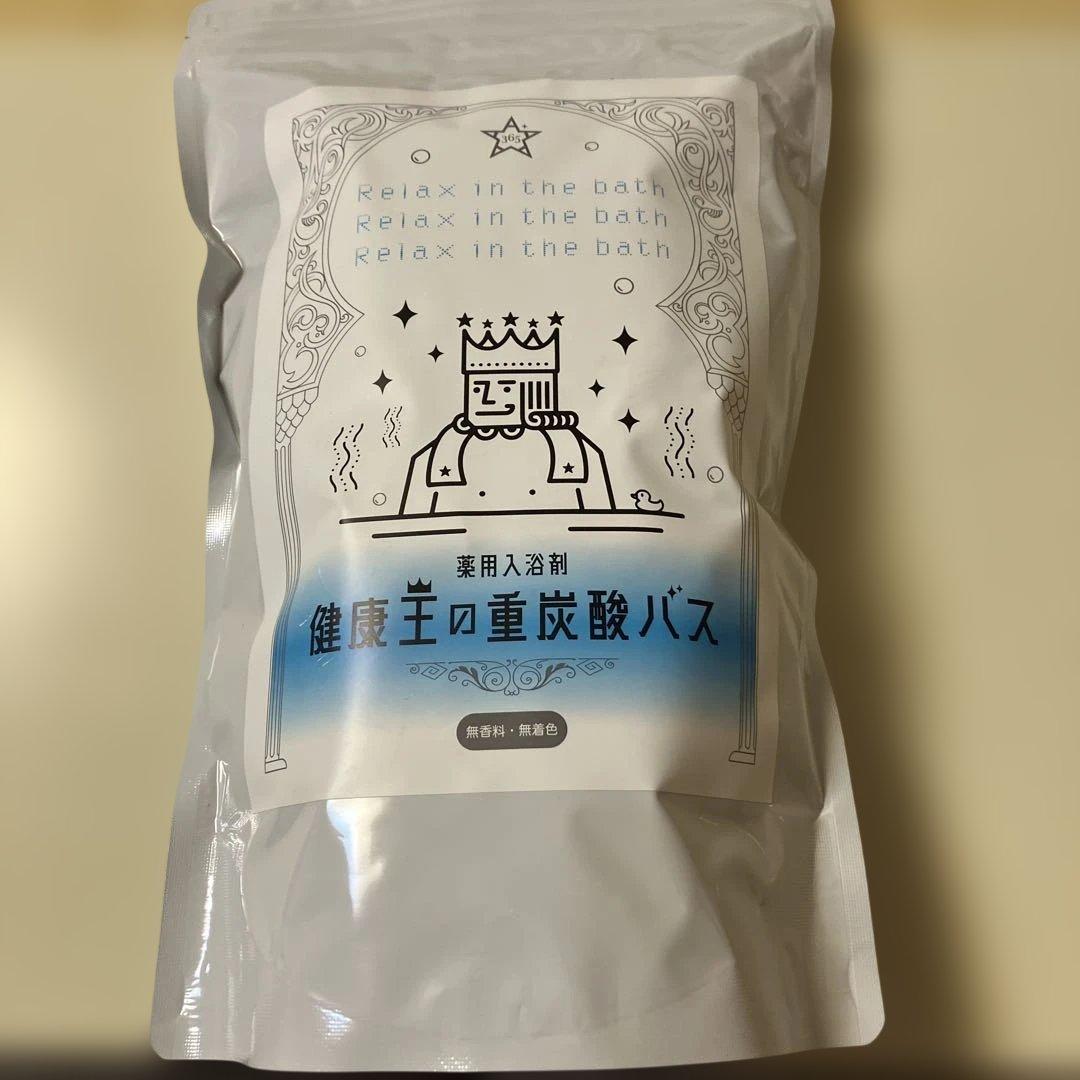 365
Relax in the bath
Relax in the bath
Relax in the bath
薬用入浴剤
健康王の重炭酸バス
無香料・無着色